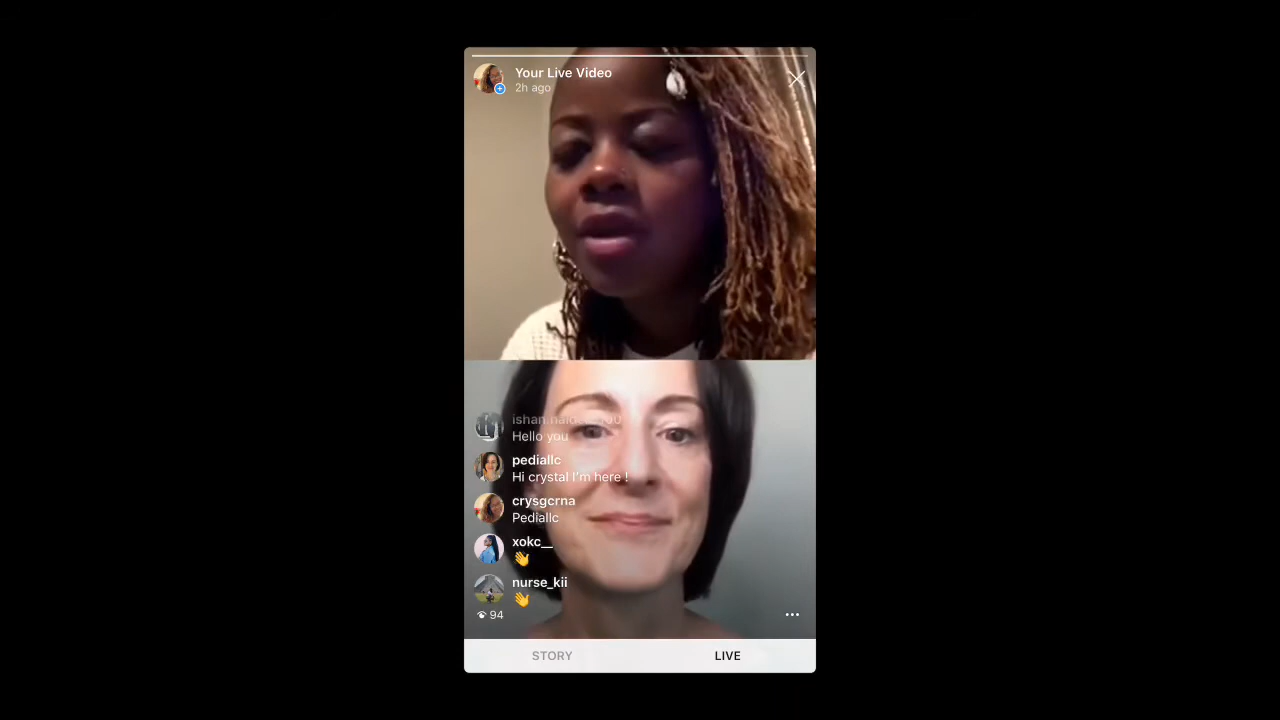 Your Live Video
2h ago
Hello you
pediallc
Hi crystal I'm here !
crysgcrna
Pediallc
xokc__
👋
nurse_kii
👋
94
STORY
LIVE